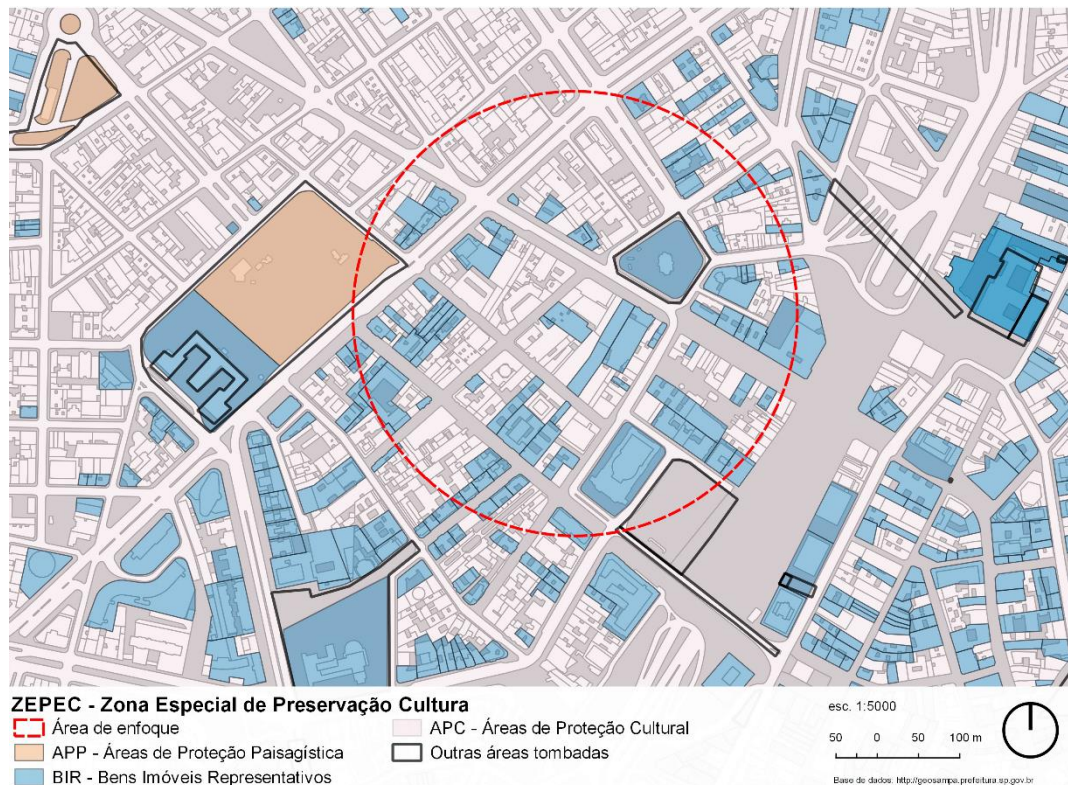 ZEPEC - Zona Especial de Preservação Cultura
Área de enfoque
APP - Áreas de Proteção Paisagística
BIR - Bens Imóveis Representativos
APC - Áreas de Proteção Cultural
Outras áreas tombadas
esc. 1:5000
50 0 50 100 m
Base de dados: http://geosampa.prefeitura.sp.gov.br